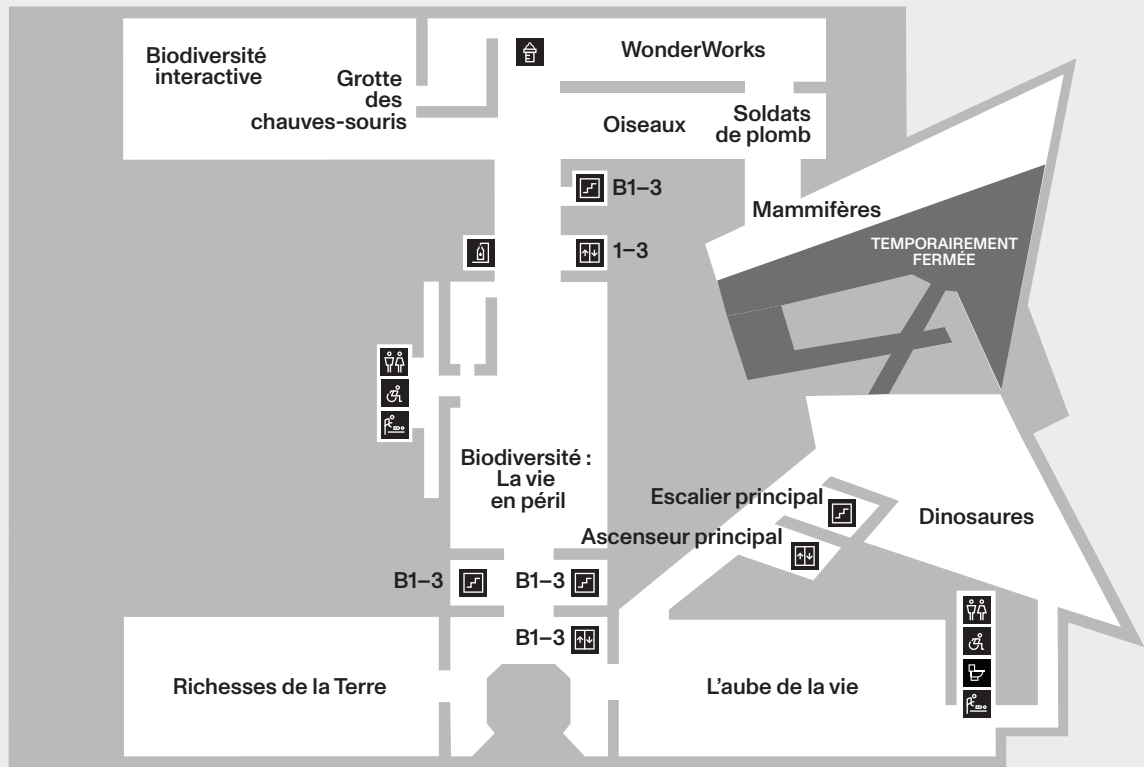 Biodiversité
interactive
Grotte
des
chauves-souris
WonderWorks
Oiseaux
Soldats
de plomb
B1–3
Mammifères
TEMPORAIREMENT
FERMÉE
1–3
Biodiversité :
La vie
en péril
Escalier principal
Dinosaures
Ascenseur principal
B1–3
B1–3
B1–3
Richesses de la Terre
L'aube de la vie